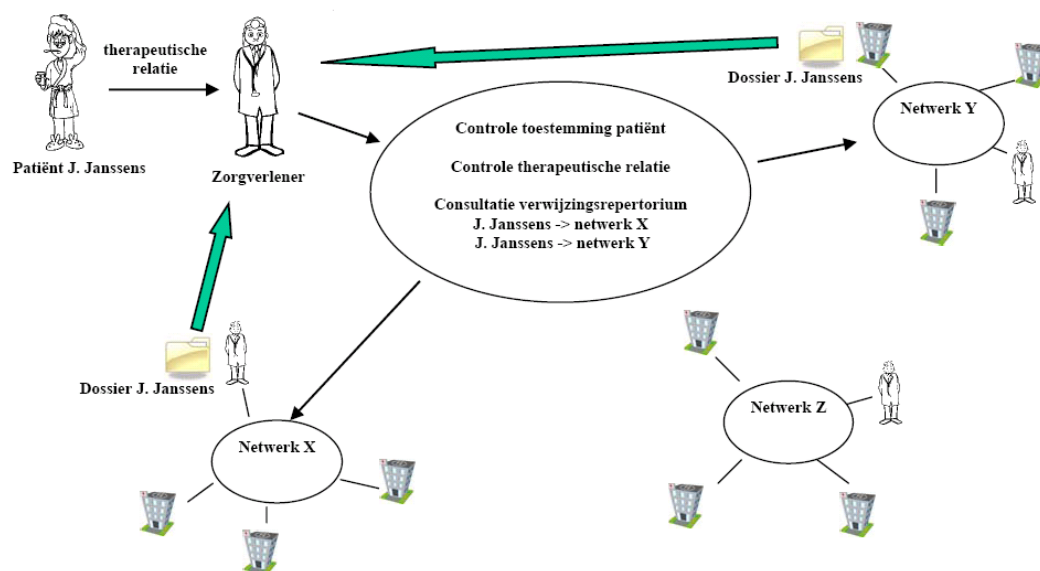 therapeutische
relatie
Patiënt J. Janssens
Zorgverlener
Controle toestemming patiënt
Controle therapeutische relatie
Consultatie verwijzingsrepertorium
J. Janssens -> netwerk X
J. Janssens -> netwerk Y
Dossier J. Janssens
Netwerk Y
Dossier J. Janssens
Netwerk X
Netwerk Z